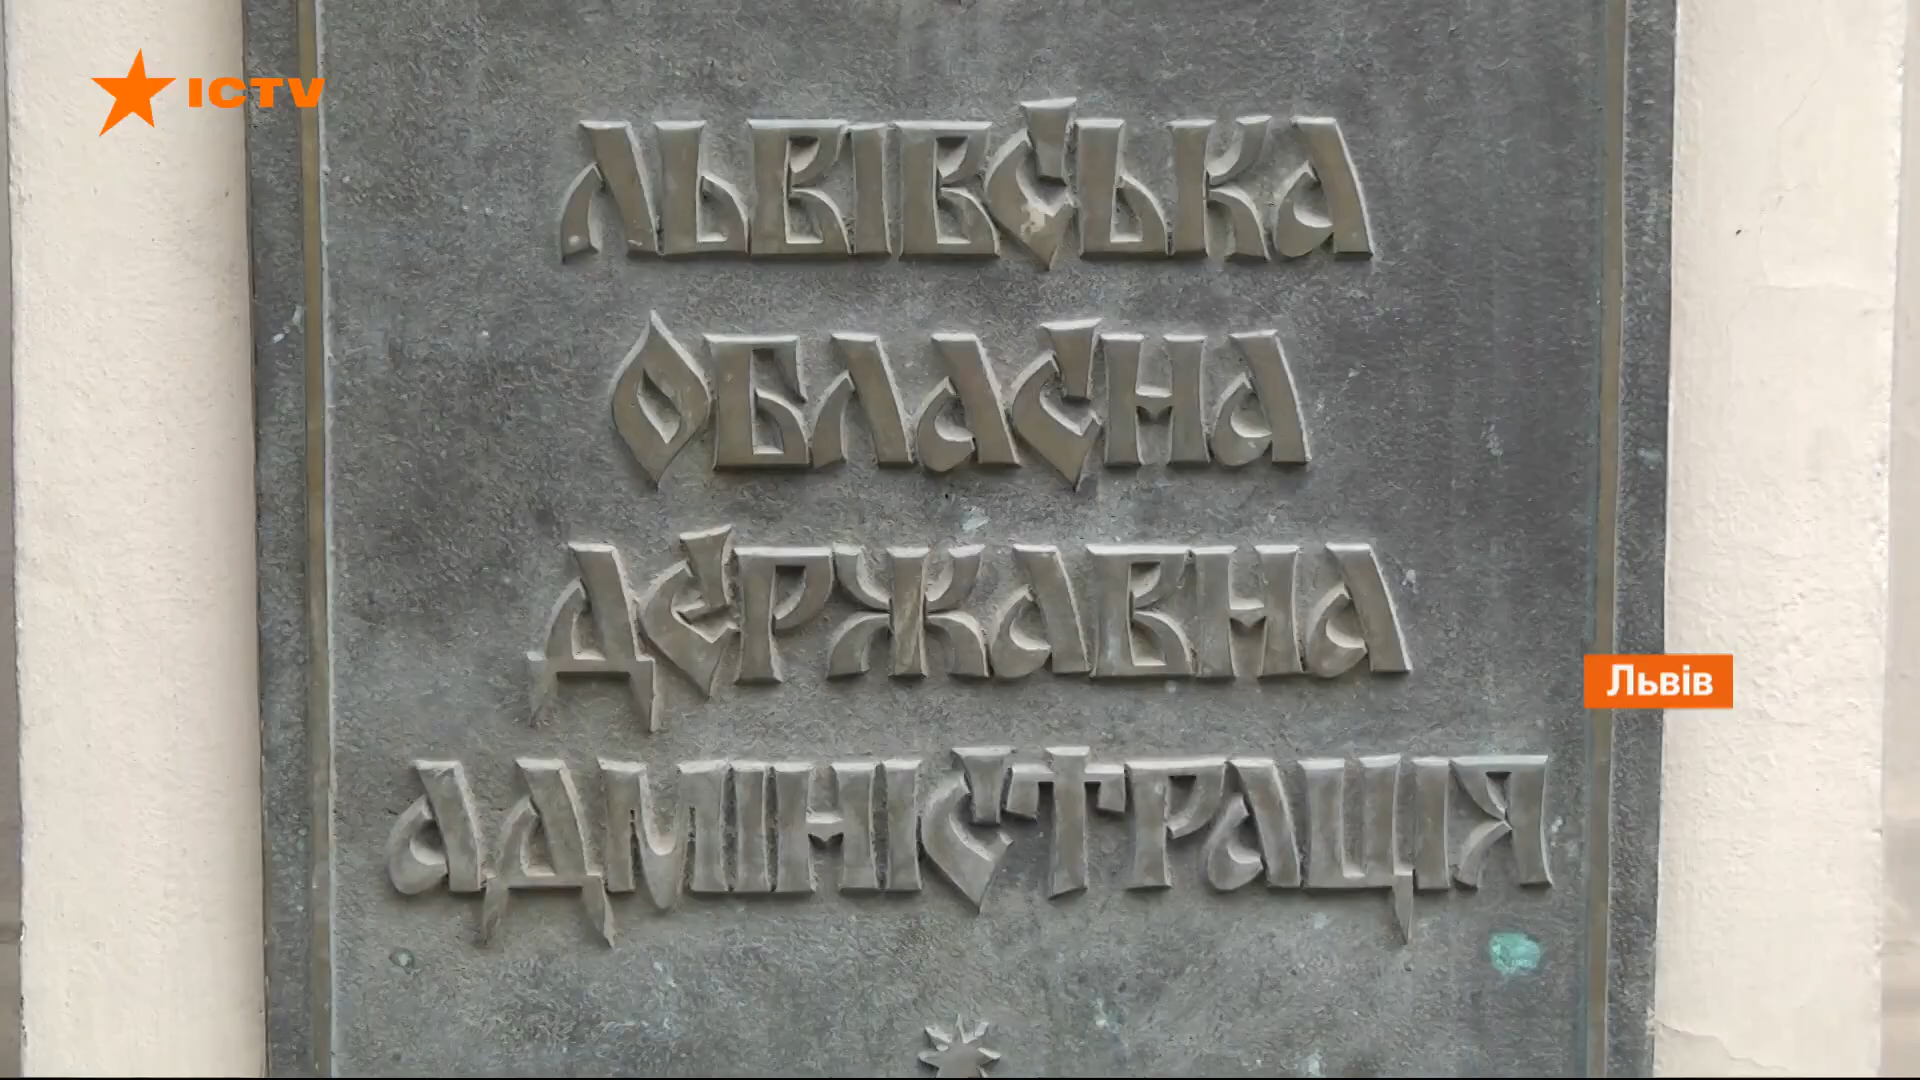 ICTV
ЛЬВІВСЬКА
ОБЛАСНА
ДЕРЖАВНА
Львів
АДМІНІСТРАЦІЯ